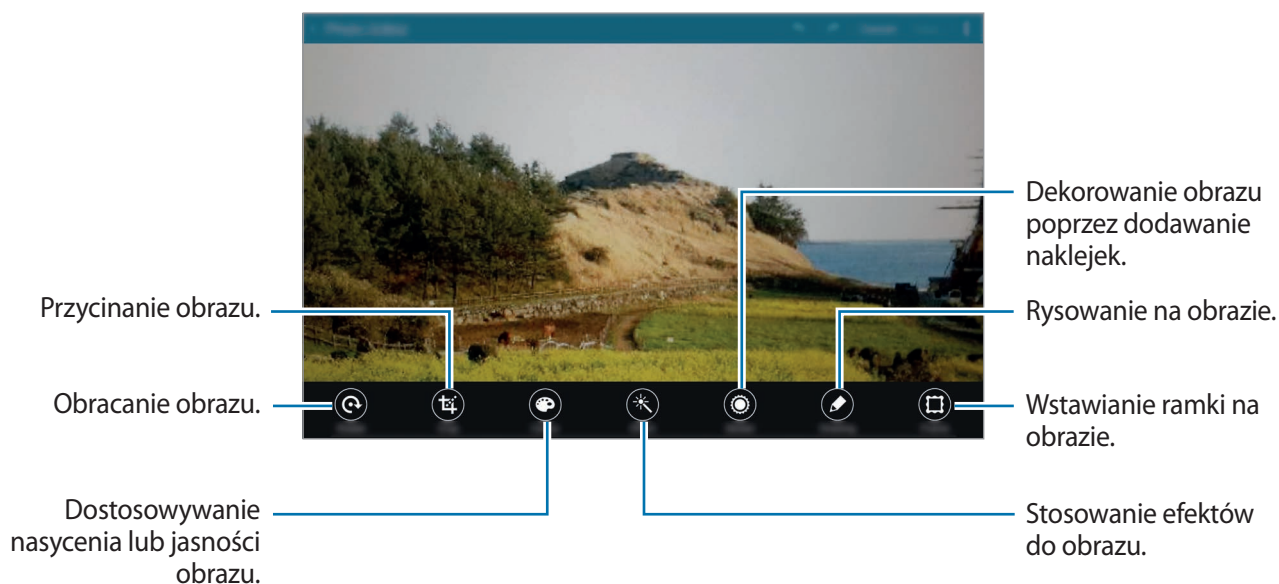 Dekorowanie obrazu
poprzez dodawanie
naklejek.
Przycinanie obrazu.
Rysowanie na obrazie.
Obracanie obrazu.
Wstawianie ramki na
obrazie.
Dostosowywanie
nasycenia lub jasności
obrazu.
Stosowanie efektów
do obrazu.